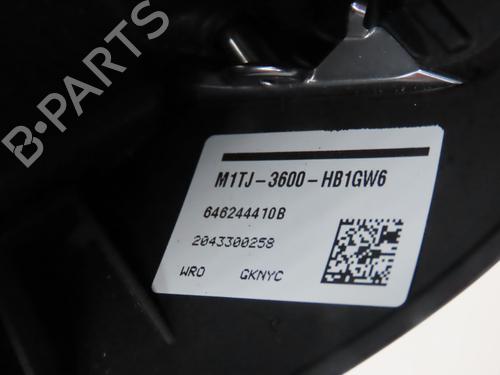 B-PARTS
M1TJ-3600-HB1GW6
646244410B
2043300258
WRO GKNYC